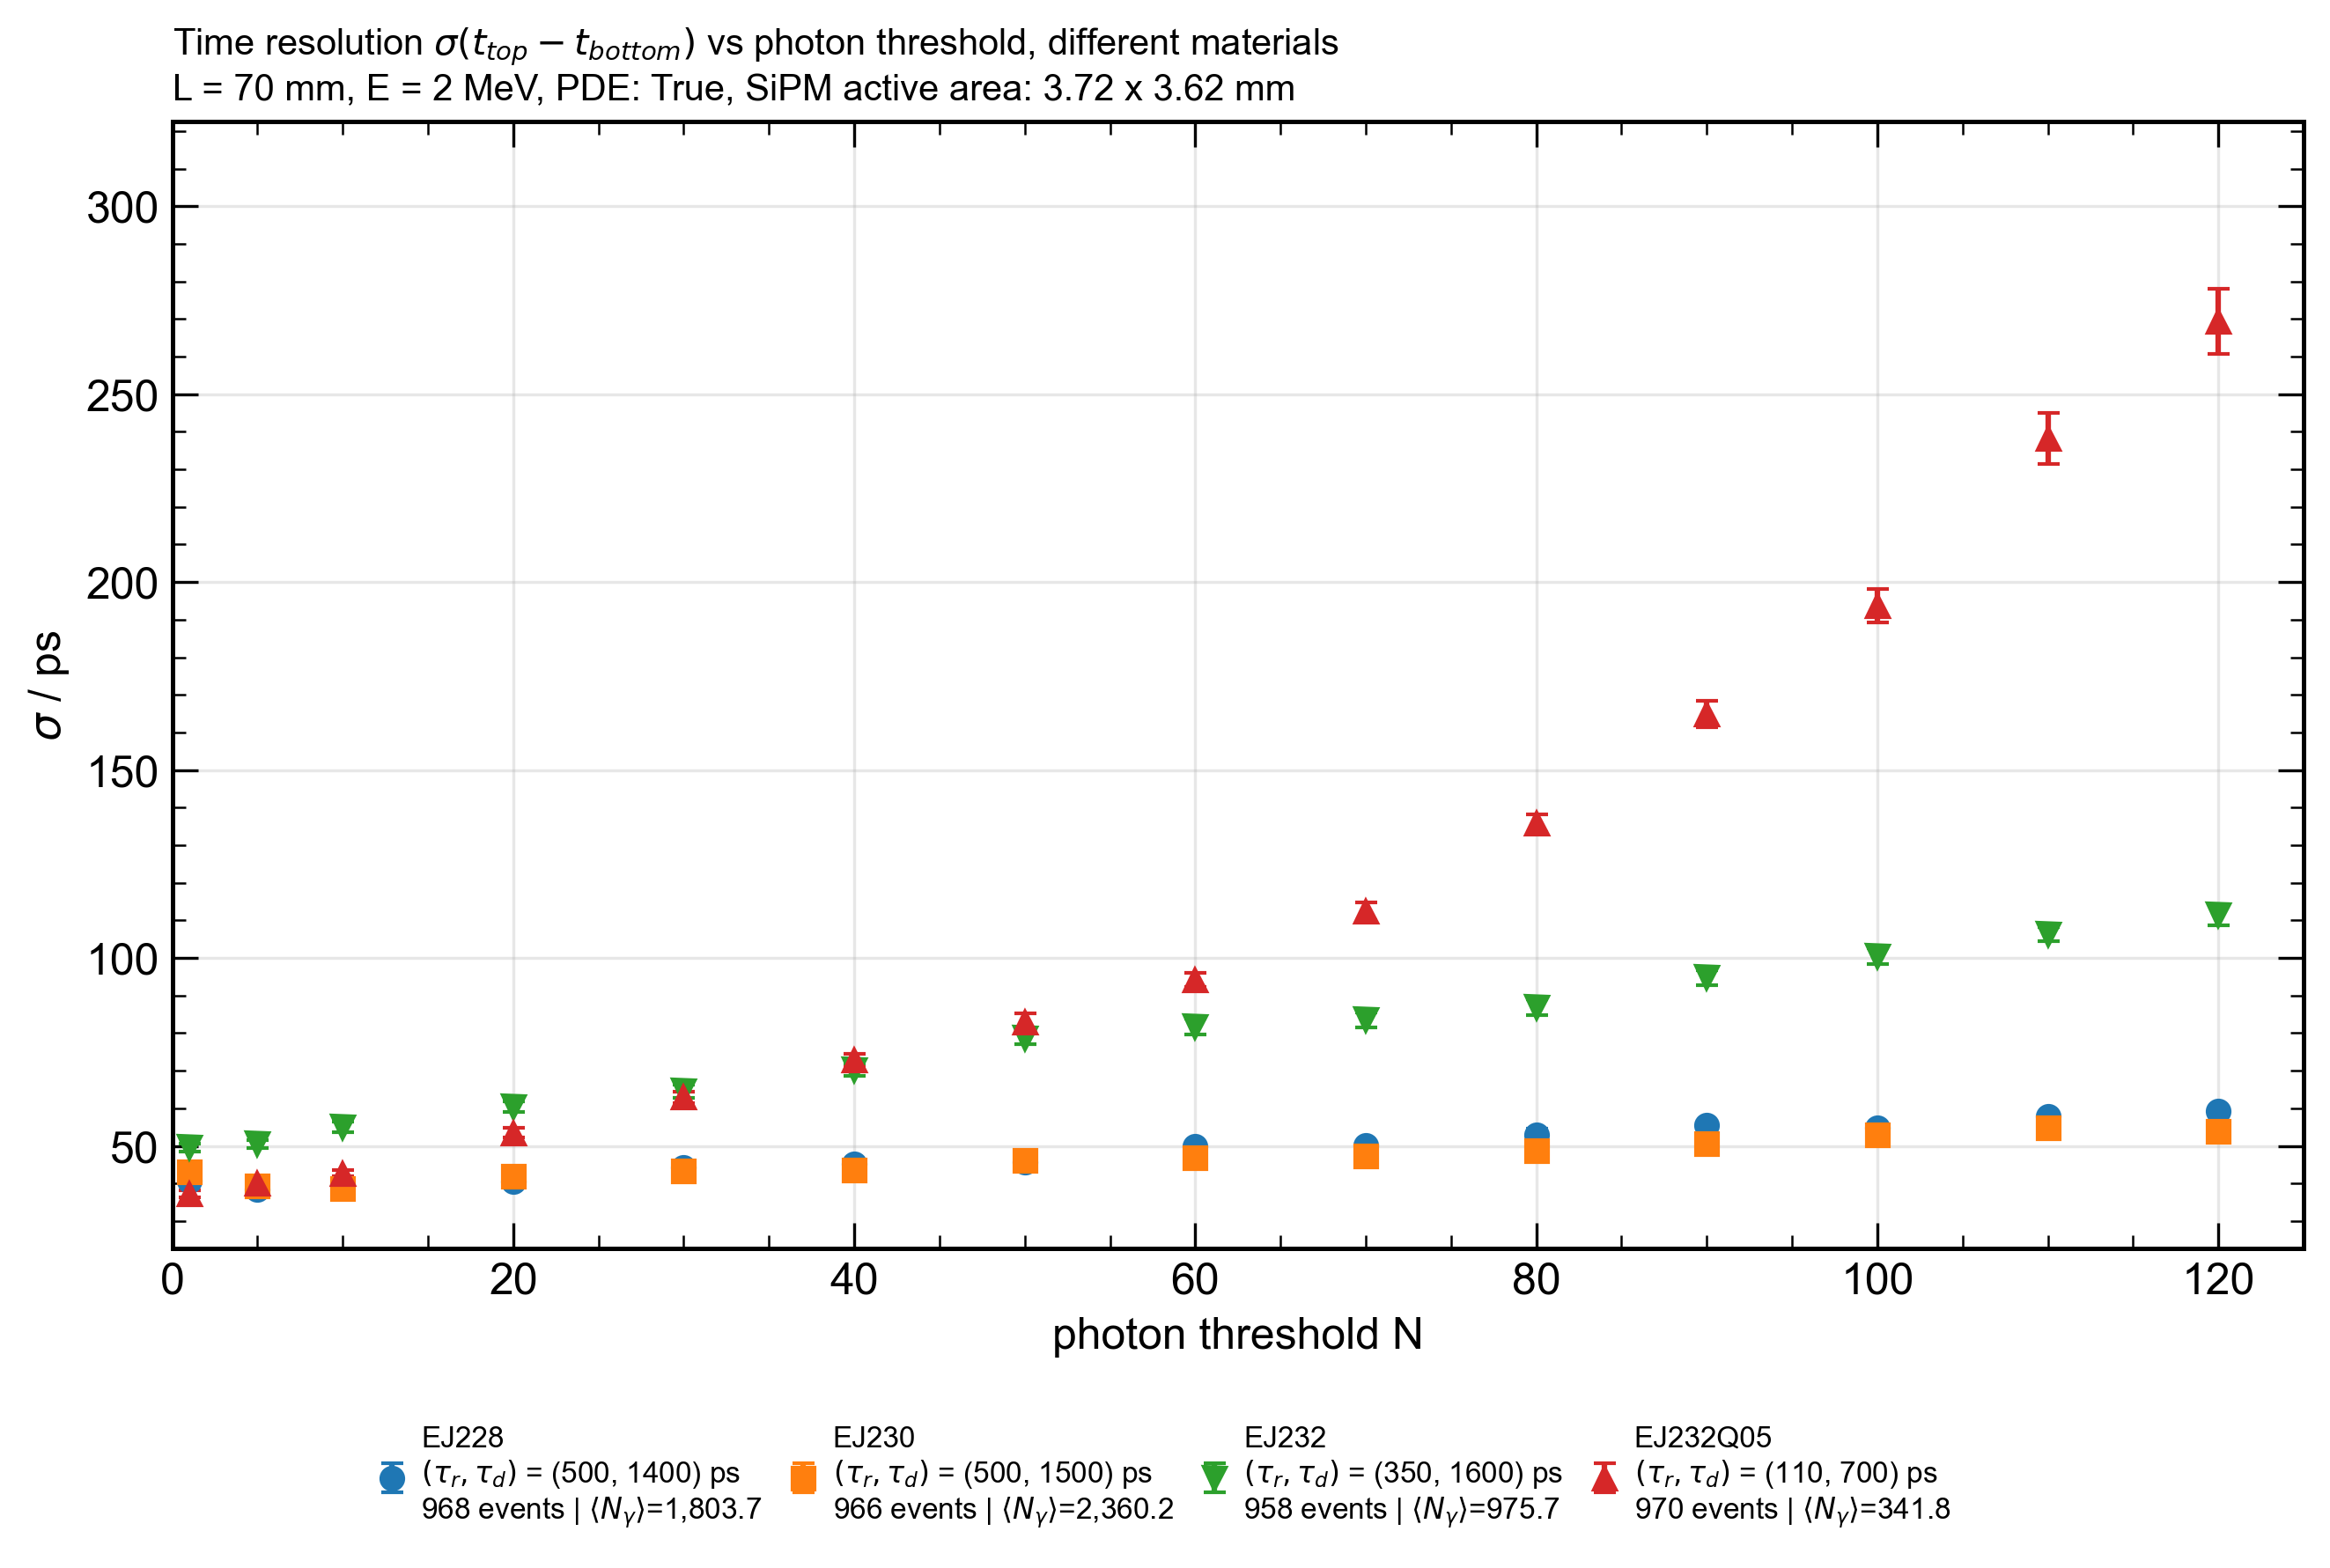 Time resolution σ(t_top − t_bottom) vs photon threshold, different materials
L = 70 mm, E = 2 MeV, PDE: True, SiPM active area: 3.72 x 3.62 mm
300
250
200
150
100
50
σ / ps
0 20 40 60 80 100 120
photon threshold N
EJ228
(τ_r, τ_d) = (500, 1400) ps
968 events | ⟨N_γ⟩=1,803.7
EJ230
(τ_r, τ_d) = (500, 1500) ps
966 events | ⟨N_γ⟩=2,360.2
EJ232
(τ_r, τ_d) = (350, 1600) ps
958 events | ⟨N_γ⟩=975.7
EJ232Q05
(τ_r, τ_d) = (110, 700) ps
970 events | ⟨N_γ⟩=341.8